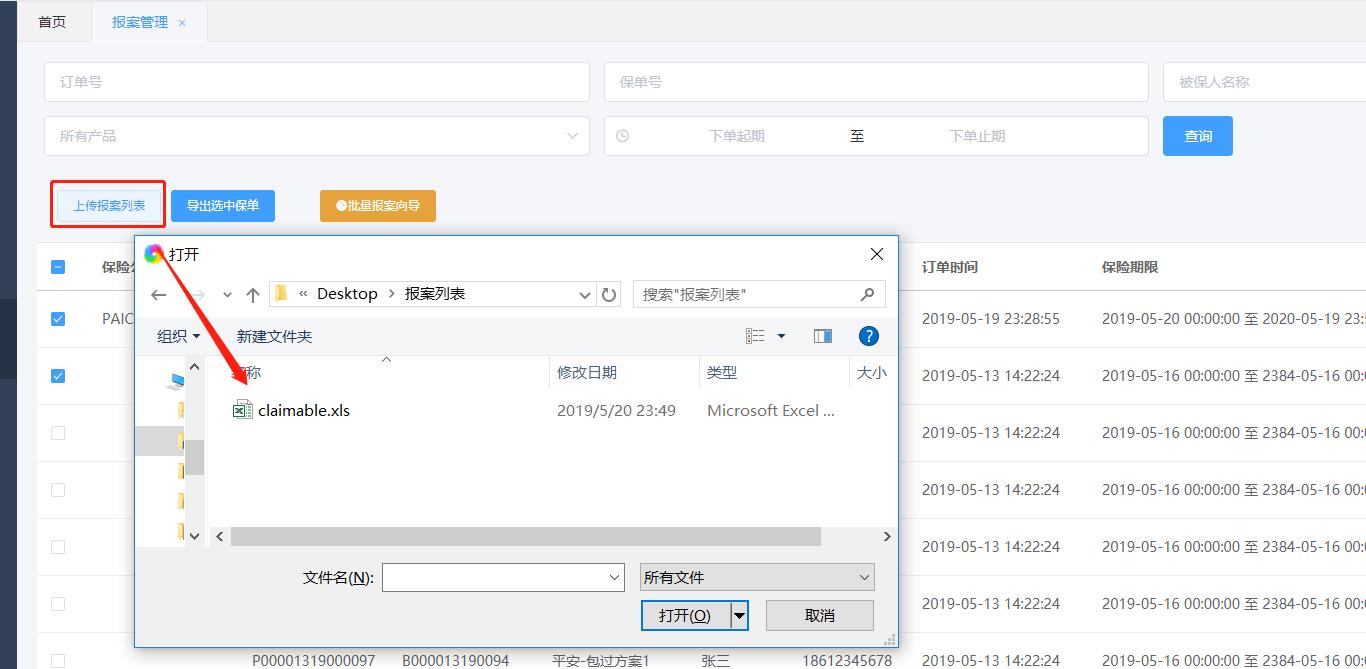 首页 报案管理 ×
订单号 保单号 被保人名称
所有产品 下单起期 至 下单止期 查询
上传报案列表 导出选中保单 批量报案向导
打开
保险 订单时间 保险期限
« Desktop > 报案列表 搜索"报案列表"
PAIC 2019-05-19 23:28:55 2019-05-20 00:00:00 至 2020-05-19 23:5
组织 新建文件夹
称 修改日期 类型 大小
2019-05-13 14:22:24 2019-05-16 00:00:00 至 2384-05-16 00:0
claimable.xls 2019/5/20 23:49 Microsoft Excel ...
2019-05-13 14:22:24 2019-05-16 00:00:00 至 2384-05-16 00:0
2019-05-13 14:22:24 2019-05-16 00:00:00 至 2384-05-16 00:0
2019-05-13 14:22:24 2019-05-16 00:00:00 至 2384-05-16 00:0
文件名(N): 所有文件
2019-05-13 14:22:24 2019-05-16 00:00:00 至 2384-05-16 00:0
打开(O) 取消
P00001319000097 B000013190094 平安-包过方案1 张三 18612345678 2019-05-13 14:22:24 2019-05-16 00:00:00 至 2384-05-16 00:0